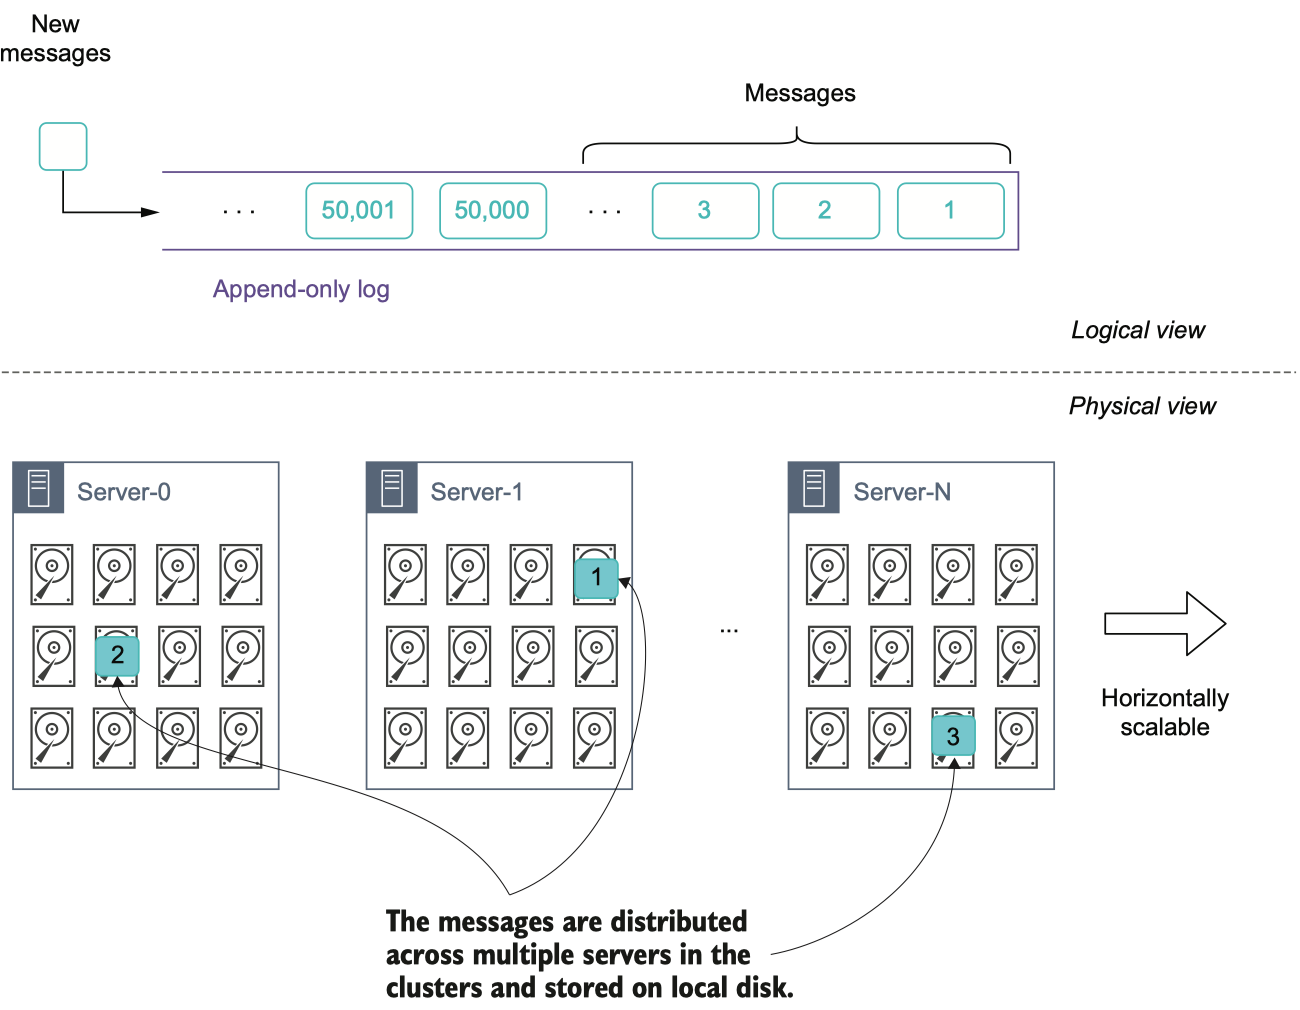 New
messages
Messages
... 50,001 50,000 ... 3 2 1
Append-only log
Logical view
Physical view
Server-0
Server-1
Server-N
1
2
...
3
Horizontally
scalable
The messages are distributed
across multiple servers in the
clusters and stored on local disk.